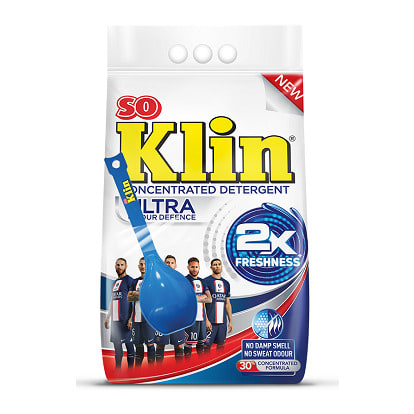 NEW
SO
Klin®
CONCENTRATED DETERGENT
ULTRA
ODOUR DEFENCE
Klin
2X
FRESHNESS
NO DAMP SMELL
NO SWEAT ODOUR
30% CONCENTRATED
FORMULA